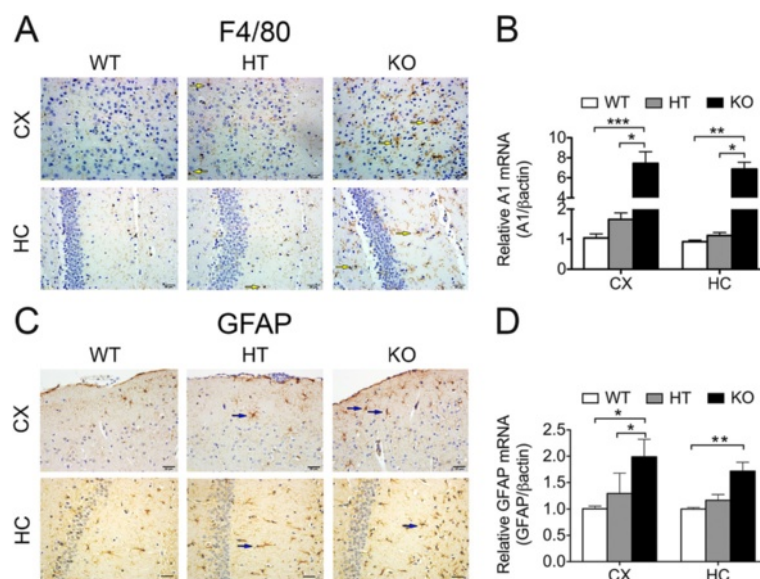 A
F4/80
WT HT KO
CX
HC
B
WT HT KO
***
*
**
*
Relative A1 mRNA
(A1/βactin)
10
8
6
4
2
1
0
CX HC
C
GFAP
WT HT KO
CX
HC
D
WT HT KO
*
*
**
Relative GFAP mRNA
(GFAP/βactin)
2.5
2.0
1.5
1.0
0.5
0.0
CX HC